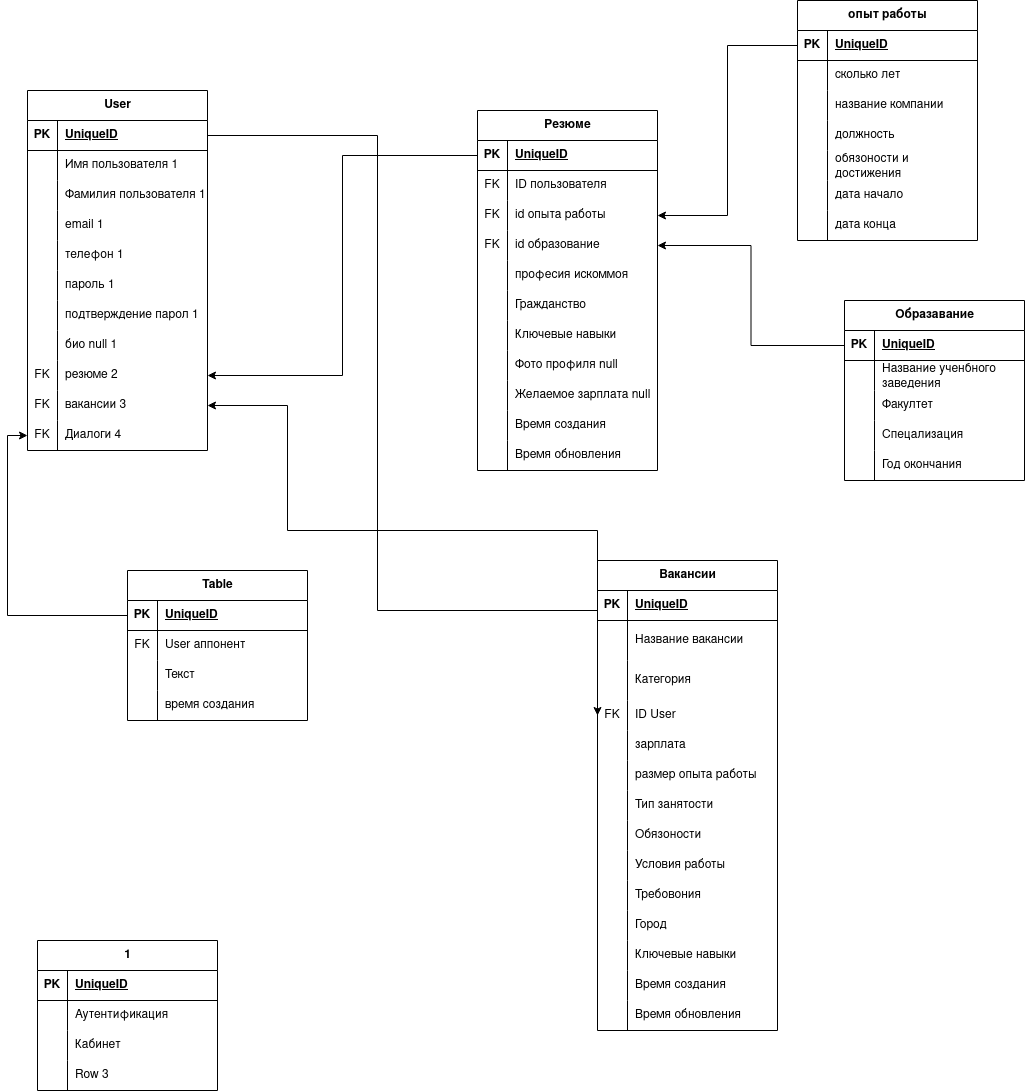 опыт работы
PK UniqueID
сколько лет
название компании
должность
обязоности и
достижения
дата начало
дата конца
User
PK UniqueID
Имя пользователя 1
Фамилия пользователя 1
email 1
телефон 1
пароль 1
подтверждение парол 1
био null 1
FK резюме 2
FK вакансии 3
FK Диалоги 4
Резюме
PK UniqueID
FK ID пользователя
FK id опыта работы
FK id образование
професия искоммоя
Гражданство
Ключевые навыки
Фото профиля null
Желаемое зарплата null
Время создания
Время обновления
Образавание
PK UniqueID
Названиеученбного
заведения
Факултет
Спецализация
Год окончания
Table
PK UniqueID
FK User аппонент
Текст
время создания
Вакансии
PK UniqueID
Название вакансии
Категория
FK ID User
зарплата
размер опыта работы
Тип занятости
Обязоности
Условия работы
Требовония
Город
Ключевые навыки
Время создания
Время обновления
1
PK UniqueID
Аутентификация
Кабинет
Row 3